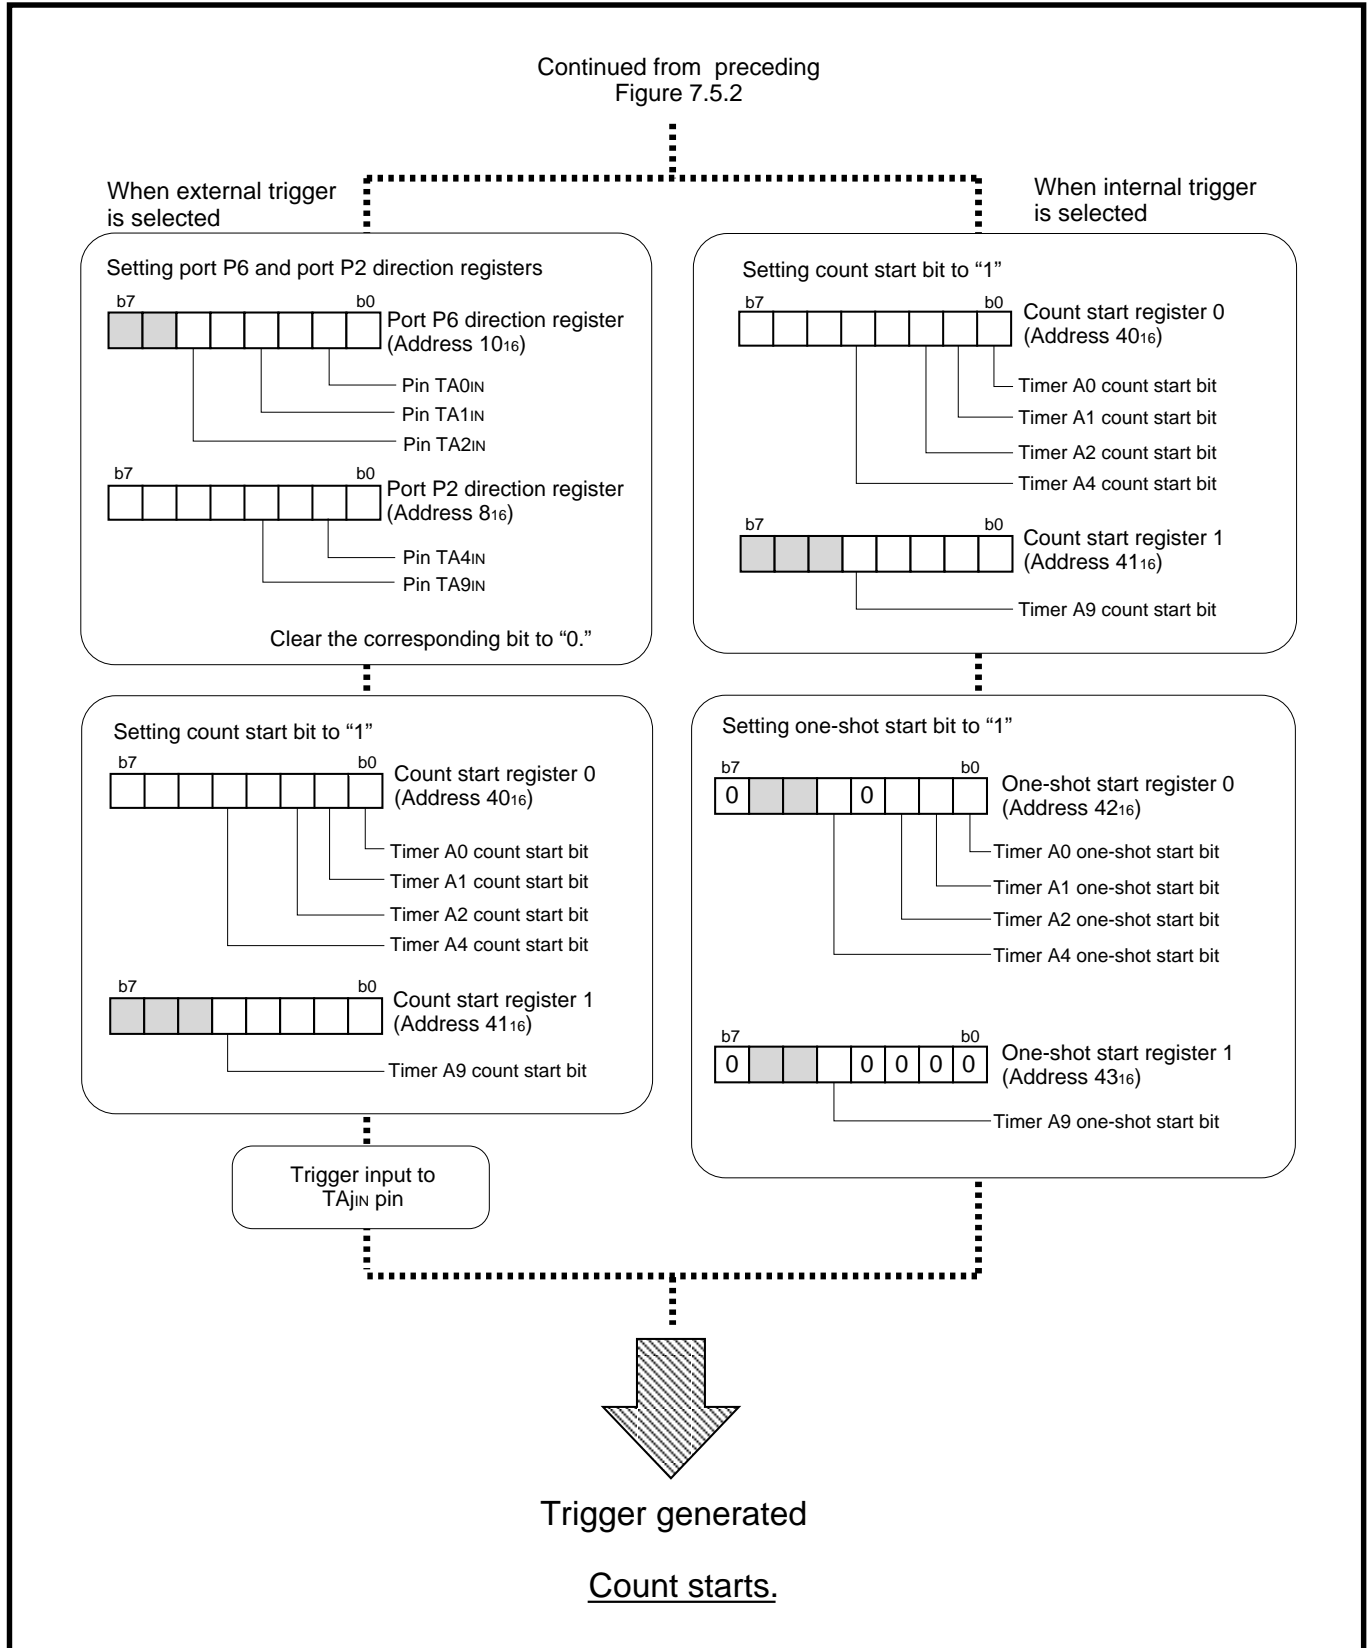 Continued from preceding
Figure 7.5.2
When external trigger
is selected
Setting port P6 and port P2 direction registers
b7 b0
Port P6 direction register
(Address 10₁₆)
Pin TA0IN
Pin TA1IN
Pin TA2IN
b7 b0
Port P2 direction register
(Address 8₁₆)
Pin TA4IN
Pin TA9IN
Clear the corresponding bit to “0.”
Setting count start bit to “1”
b7 b0
Count start register 0
(Address 40₁₆)
Timer A0 count start bit
Timer A1 count start bit
Timer A2 count start bit
Timer A4 count start bit
b7 b0
Count start register 1
(Address 41₁₆)
Timer A9 count start bit
Trigger input to
TAjIN pin
When internal trigger
is selected
Setting count start bit to “1”
b7 b0
Count start register 0
(Address 40₁₆)
Timer A0 count start bit
Timer A1 count start bit
Timer A2 count start bit
Timer A4 count start bit
b7 b0
Count start register 1
(Address 41₁₆)
Timer A9 count start bit
Setting one-shot start bit to “1”
b7 b0
0 0
One-shot start register 0
(Address 42₁₆)
Timer A0 one-shot start bit
Timer A1 one-shot start bit
Timer A2 one-shot start bit
Timer A4 one-shot start bit
b7 b0
0 0 0 0 0
One-shot start register 1
(Address 43₁₆)
Timer A9 one-shot start bit
Trigger generated
Count starts.